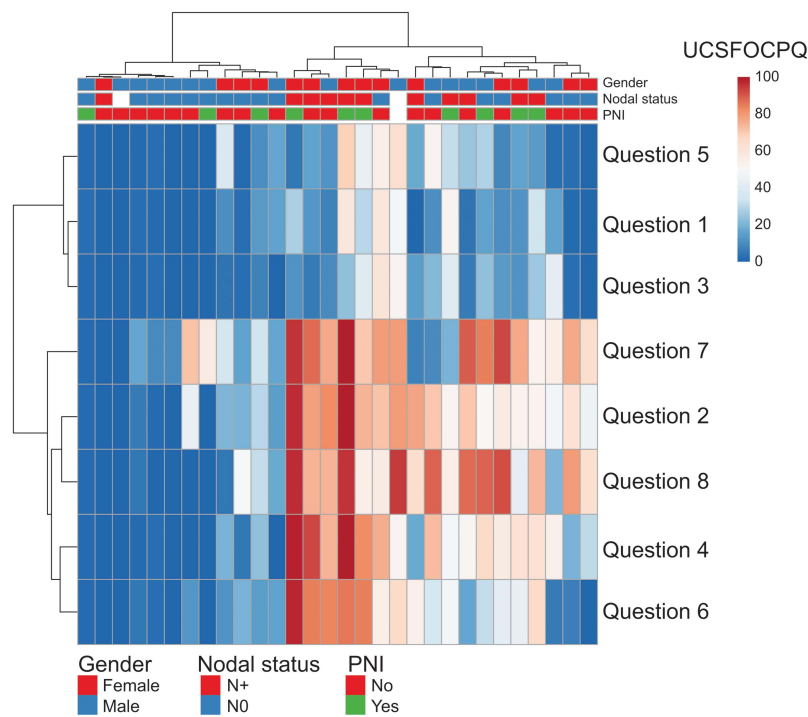 UCSFOCPQ
100
80
60
40
20
0
Gender
Nodal status
PNI
Question 5
Question 1
Question 3
Question 7
Question 2
Question 8
Question 4
Question 6
Gender Nodal status PNI
Female N+ No
Male N0 Yes